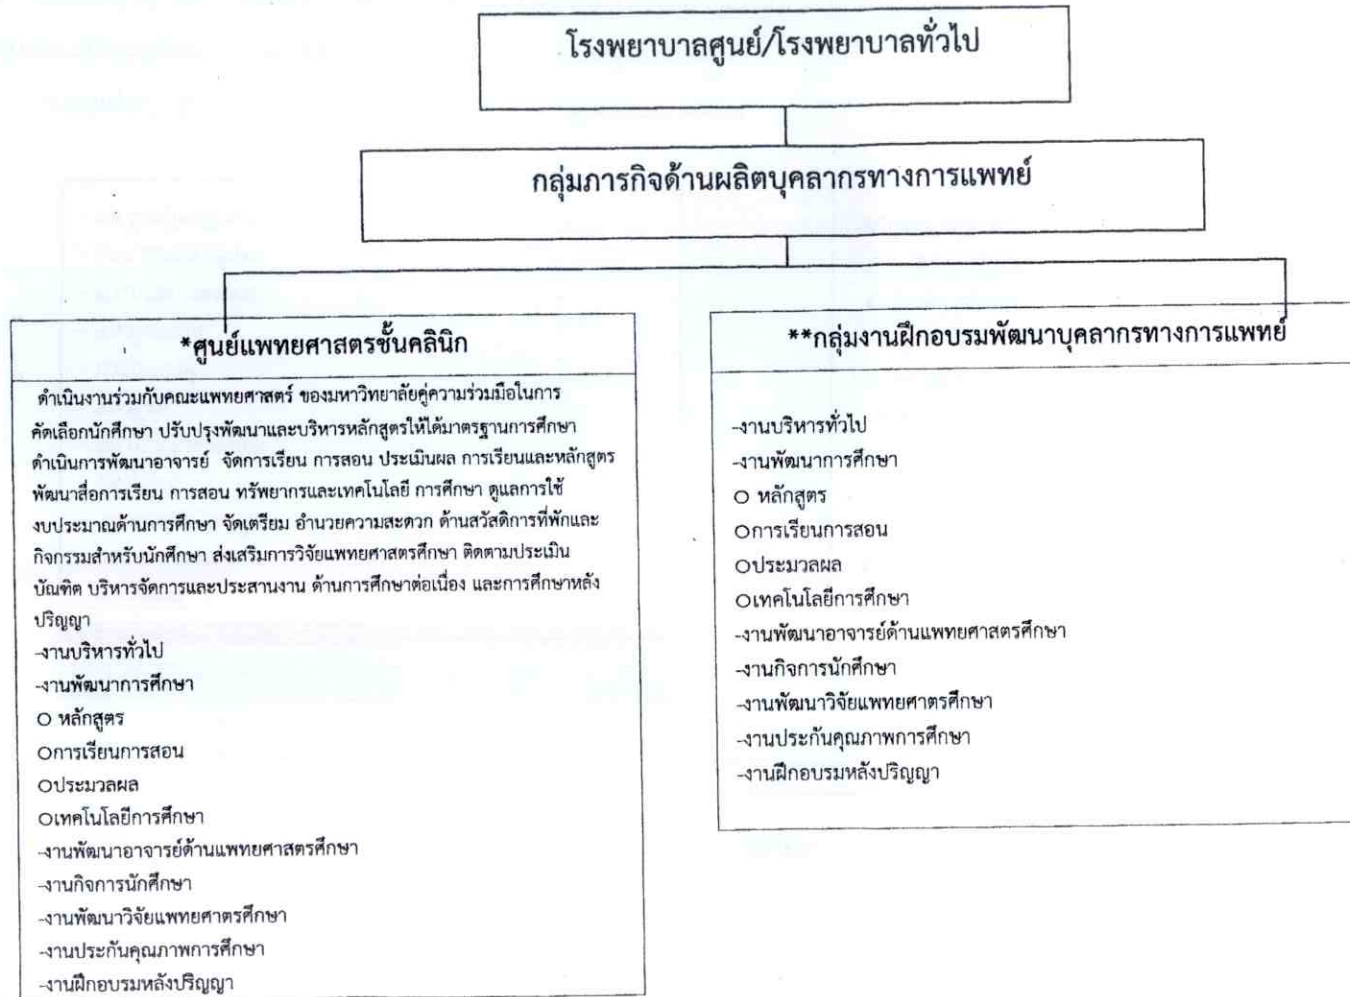 โรงพยาบาลศูนย์/โรงพยาบาลทั่วไป
กลุ่มภารกิจด้านผลิตบุคลากรทางการแพทย์
*ศูนย์แพทยศาสตรชั้นคลินิก
ดำเนินงานร่วมกับคณะแพทยศาสตร์ ของมหาวิทยาลัยคู่ความร่วมมือในการ
คัดเลือกนักศึกษา ปรับปรุงพัฒนาและบริหารหลักสูตรให้ได้มาตรฐานการศึกษา
ดำเนินการพัฒนาอาจารย์ จัดการเรียน การสอน ประเมินผล การเรียนและหลักสูตร
พัฒนาสื่อการเรียน การสอน ทรัพยากรและเทคโนโลยี การศึกษา ดูแลการใช้
งบประมาณด้านการศึกษา จัดเตรียม อำนวยความสะดวก ด้านสวัสดิการที่พักและ
กิจกรรมสำหรับนักศึกษา ส่งเสริมการวิจัยแพทยศาสตรศึกษา ติดตามประเมิน
บัณฑิต บริหารจัดการและประสานงาน ด้านการศึกษาต่อเนื่อง และการศึกษาหลัง
ปริญญา
-งานบริหารทั่วไป
-งานพัฒนาการศึกษา
○ หลักสูตร
○การเรียนการสอน
○ประมวลผล
○เทคโนโลยีการศึกษา
-งานพัฒนาอาจารย์ด้านแพทยศาสตรศึกษา
-งานกิจการนักศึกษา
-งานพัฒนาวิจัยแพทยศาตรศึกษา
-งานประกันคุณภาพการศึกษา
-งานฝึกอบรมหลังปริญญา
**กลุ่มงานฝึกอบรมพัฒนาบุคลากรทางการแพทย์
-งานบริหารทั่วไป
-งานพัฒนาการศึกษา
○ หลักสูตร
○การเรียนการสอน
○ประมวลผล
○เทคโนโลยีการศึกษา
-งานพัฒนาอาจารย์ด้านแพทยศาสตรศึกษา
-งานกิจการนักศึกษา
-งานพัฒนาวิจัยแพทยศาตรศึกษา
-งานประกันคุณภาพการศึกษา
-งานฝึกอบรมหลังปริญญา